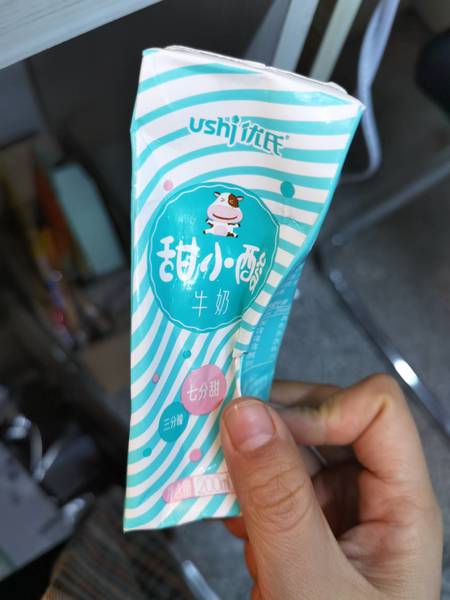 ushi优氏
甜小酸
牛奶
七分甜
三分酸